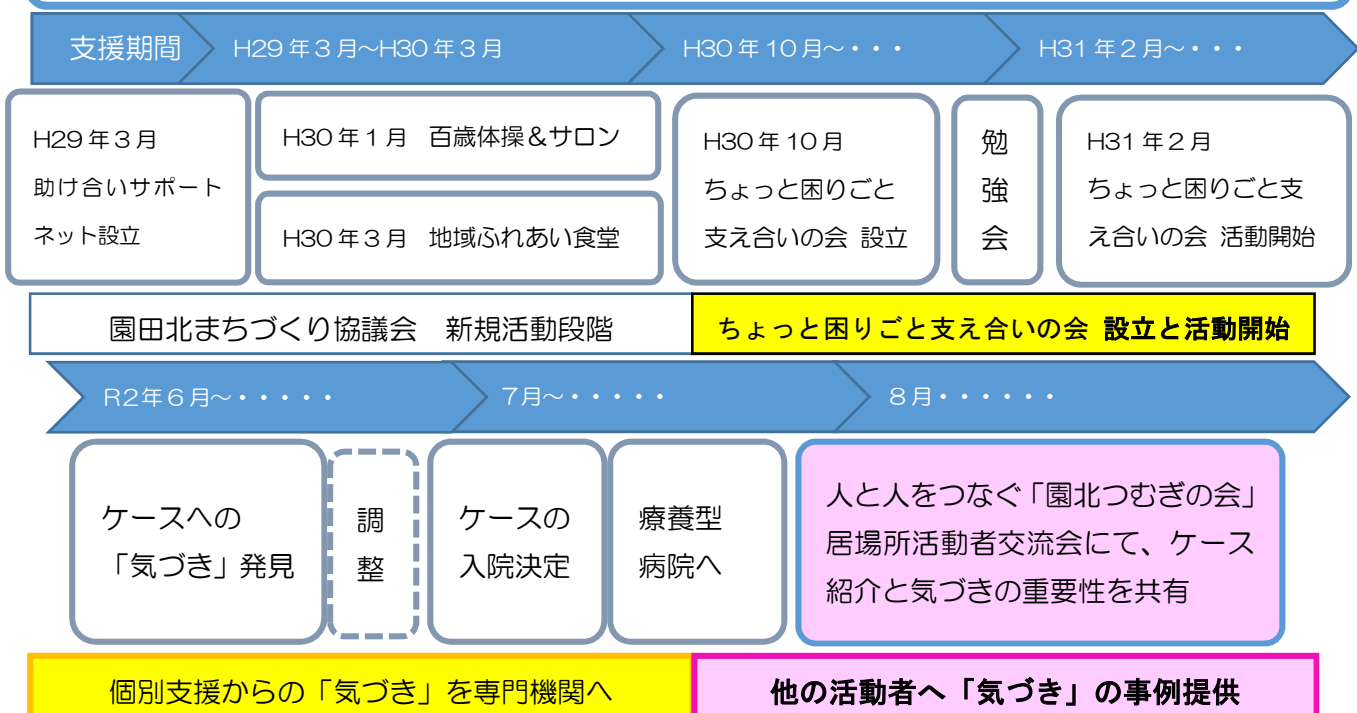 支援期間
H29年3月～H30年3月
H30年10月～・・・
H31年2月～・・・
H29年3月
助け合いサポート
ネット設立
H30年1月 百歳体操＆サロン
H30年3月 地域ふれあい食堂
H30年10月
ちょっと困りごと
支え合いの会 設立
勉
強
会
H31年2月
ちょっと困りごと支
え合いの会 活動開始
園田北まちづくり協議会 新規活動段階
ちょっと困りごと支え合いの会 設立と活動開始
R2年6月～・・・・・
7月～・・・・・
8月・・・・・・
ケースへの
「気づき」発見
調
整
ケースの
入院決定
療養型
病院へ
人と人をつなぐ「園北つむぎの会」
居場所活動者交流会にて、ケース
紹介と気づきの重要性を共有
個別支援からの「気づき」を専門機関へ
他の活動者へ「気づき」の事例提供